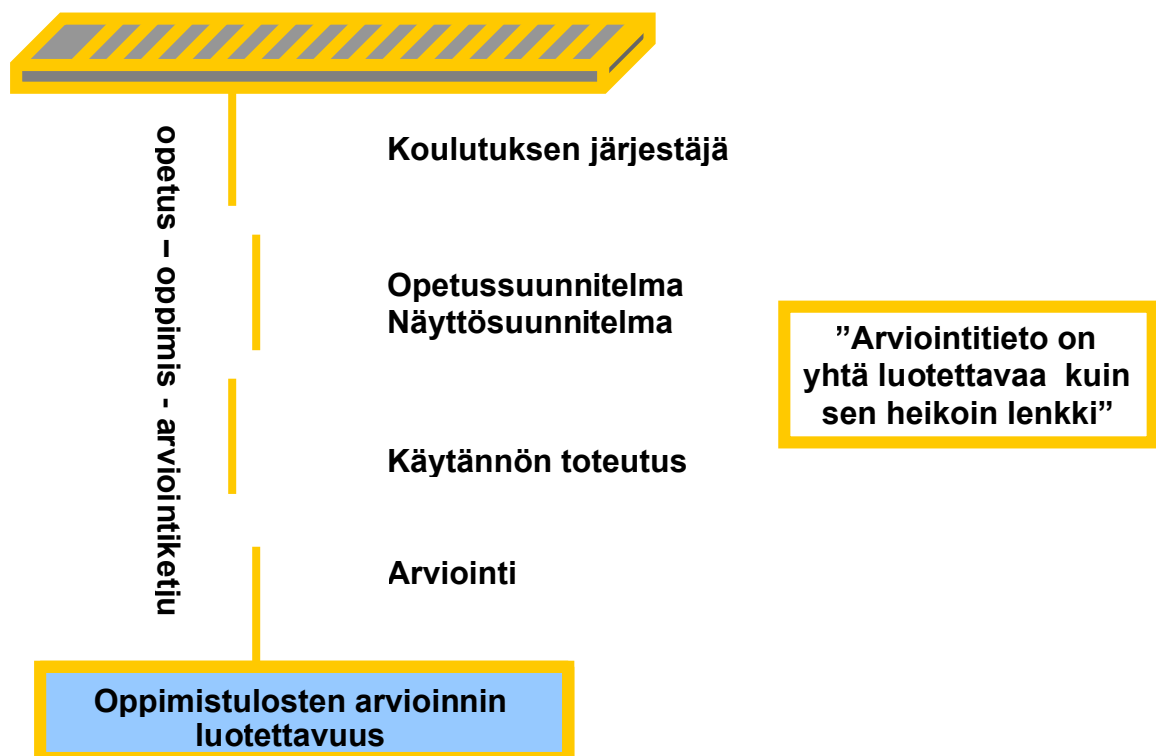 opetus – oppimis - arviointiketju
Koulutuksen järjestäjä
Opetussuunnitelma
Näyttösuunnitelma
”Arviointitieto on
yhtä luotettavaa kuin
sen heikoin lenkki”
Käytännön toteutus
Arviointi
Oppimistulosten arvioinnin
luotettavuus